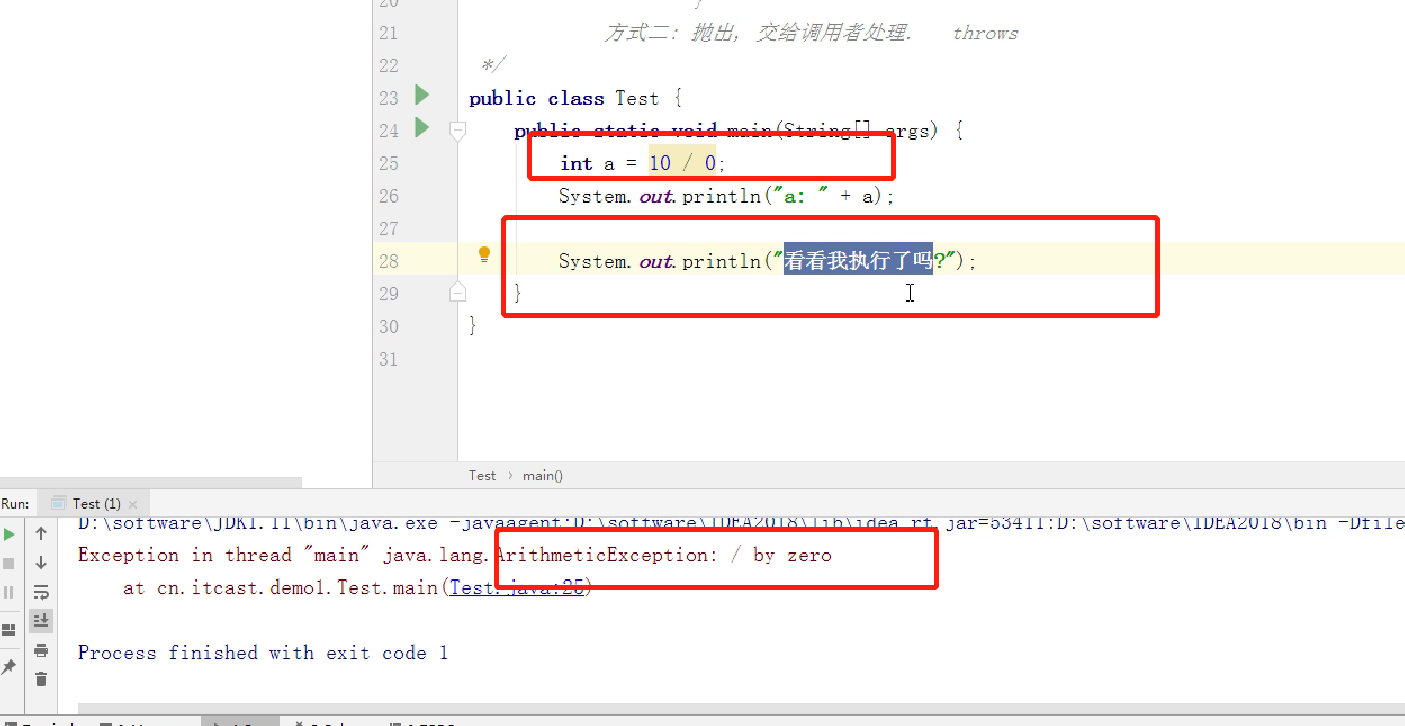 20 }
21 方式二: 抛出, 交给调用者处理. throws
22 */
23 public class Test {
24 public static void main(String[] args) {
25 int a = 10 / 0;
26 System.out.println("a: " + a);
27
28 System.out.println("看看我执行了吗?");
29 }
30 }
31
Test › main()
Run: Test (1) ×
D:\software\JDK1.11\bin\java.exe -javaagent:D:\software\IDEA2018\lib\idea_rt.jar=53411:D:\software\IDEA2018\bin -Dfile
Exception in thread "main" java.lang.ArithmeticException: / by zero
at cn.itcast.demo1.Test.main(Test.java:25)
Process finished with exit code 1